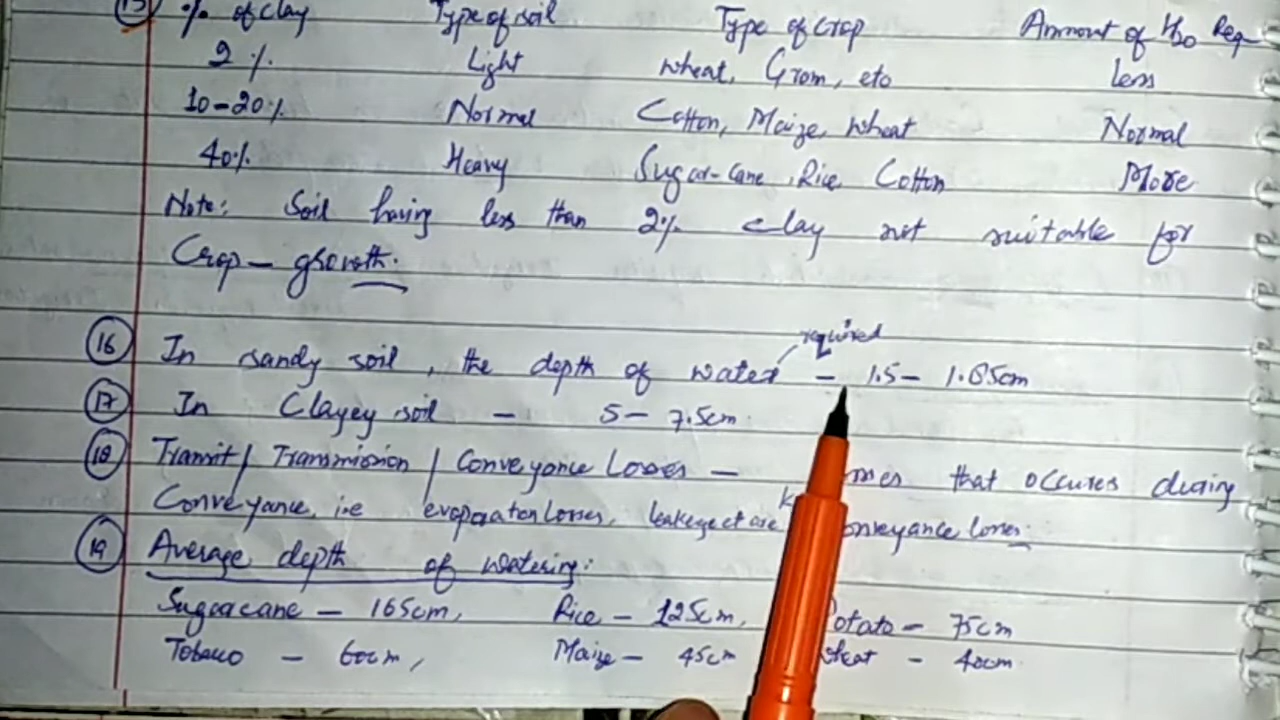 15 % of clay Type of soil Type of crop Amount of H2O Req
2 % Light wheat, Gram, etc less
10-20% Normal Cotton, Maize, wheat Normal
40% Heavy Sugar-cane, Rice, Cotton More
Note: Soil having less than 2% clay not suitable for
Crop - growth.
required
16 In sandy soil, the depth of water - 1.5 - 1.85cm
17 In Clayey soil - 5 - 7.5cm.
18 Transit/Transmission/Conveyance Losses - that occures during
Conveyance, i.e evaporation losses, leakage losses
19 Average depth of watering:
Sugarcane - 165cm, Rice - 125cm, Potato - 75cm
Tobacco - 60cm, Maize - 45cm wheat - 40cm